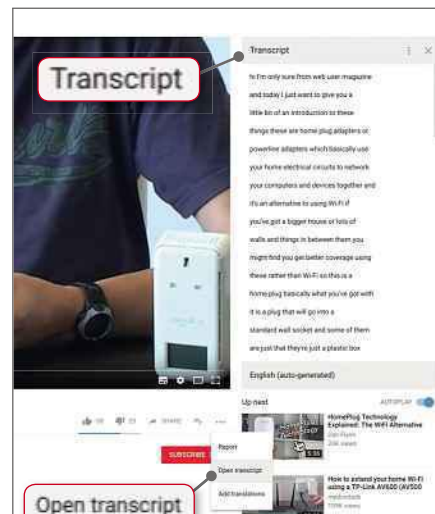 Transcript
Transcript
hi I'm only sure from web user magazine
and today I just want to give you a
little bit of an introduction to these
things these are home plug adapters or
powerline adapters which basically use
your home electrical circuits to network
your computers and devices together and
it's an alternative to using Wi-Fi if
you've got a bigger house or lots of
walls and things in between them you
might find you get better coverage using
these rather than Wi-Fi so this is a
home plug basically what you've got with
it is a plug that will go into a
standard wall socket and some of them
are just that they're just a plastic box
English (auto-generated)
Up next
AUTOPLAY
HomePlug Technology
Explained: The WiFi Alternative
5:56
SHARE
SUBSCRIBE
Report
Open transcript
Add translations
How to extend your home Wi-Fi
using a TP-Link AV600 (AV500
Open transcript